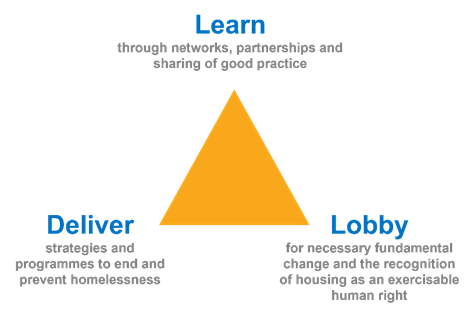 Learn
through networks, partnerships and
sharing of good practice
Deliver
strategies and
programmes to end and
prevent homelessness
Lobby
for necessary fundamental
change and the recognition
of housing as an exercisable
human right